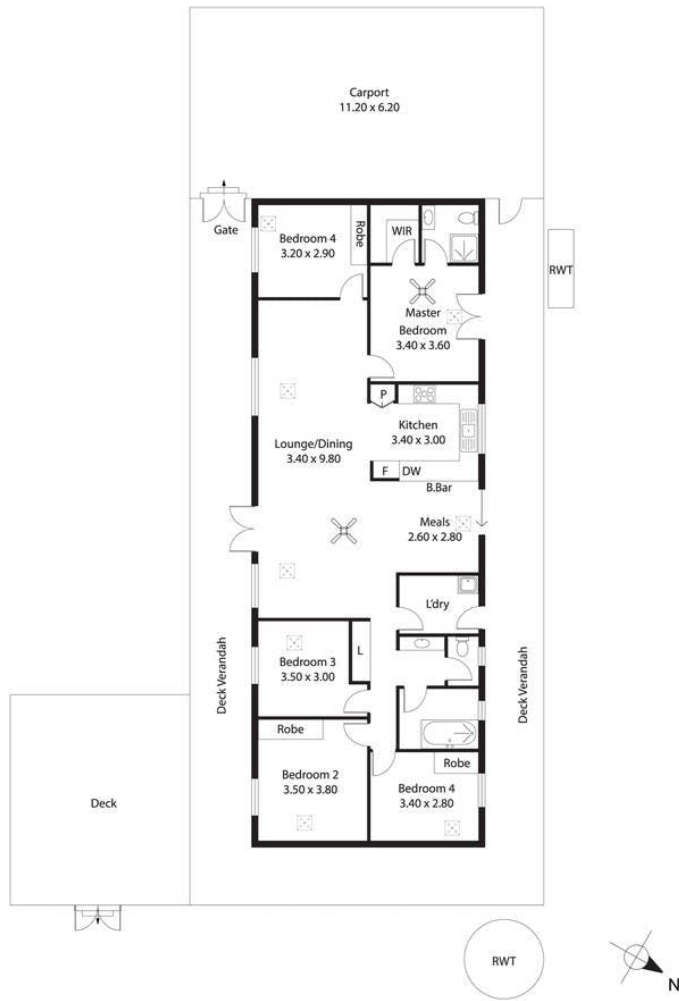 Carport
11.20 x 6.20
Gate
Bedroom 4
3.20 x 2.90
Robe
WIR
RWT
Master
Bedroom
3.40 x 3.60
P
Kitchen
3.40 x 3.00
Lounge/Dining
3.40 x 9.80
F
DW
B.Bar
Meals
2.60 x 2.80
L'dry
Deck Verandah
Bedroom 3
3.50 x 3.00
L
Deck Verandah
Robe
Bedroom 2
3.50 x 3.80
Robe
Bedroom 4
3.40 x 2.80
Deck
RWT
N